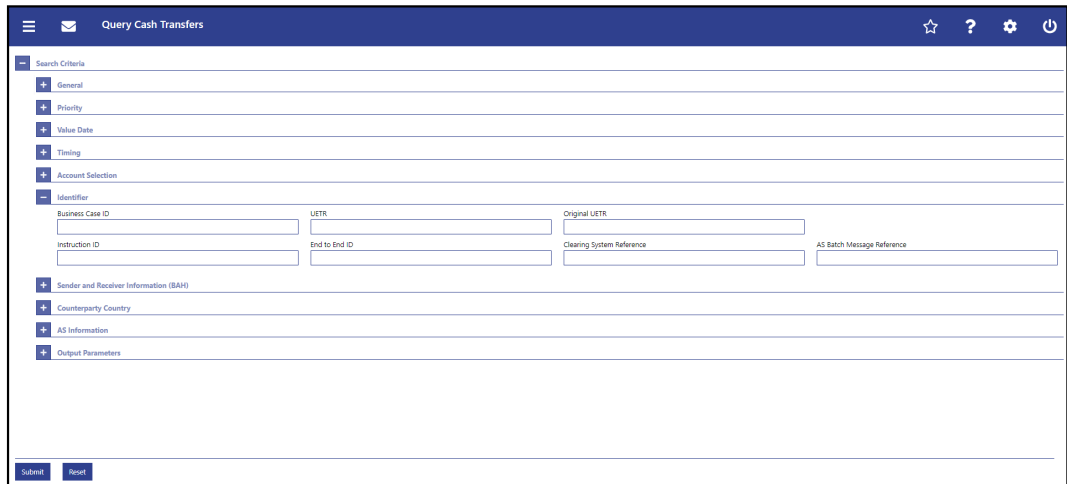 Query Cash Transfers
Search Criteria
General
Priority
Value Date
Timing
Account Selection
Identifier
Business Case ID UETR Original UETR
Instruction ID End to End ID Clearing System Reference AS Batch Message Reference
Sender and Receiver Information (BAH)
Counterparty Country
AS Information
Output Parameters
Submit Reset